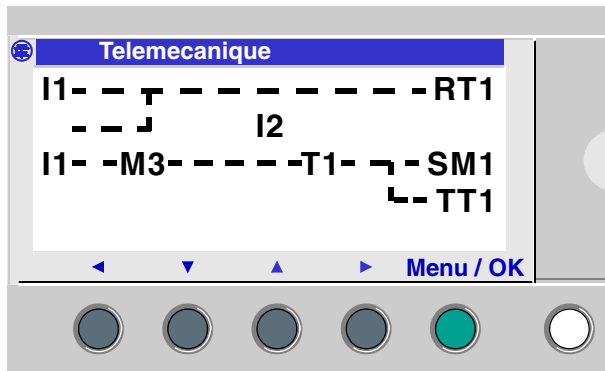 Telemecanique
I1 RT1
I2
I1 M3 T1 SM1
TT1
Menu / OK